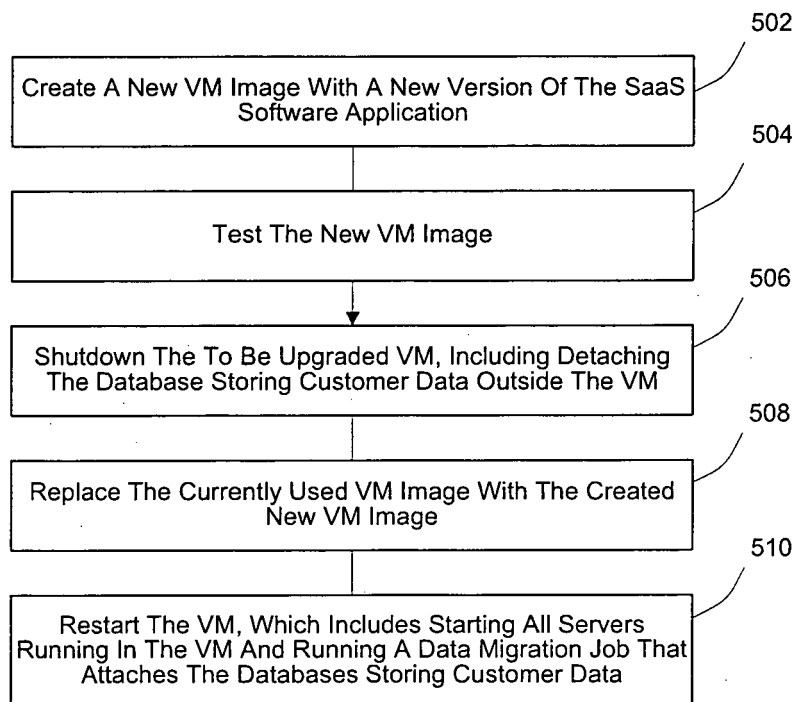 502
Create A New VM Image With A New Version Of The SaaS
Software Application
504
Test The New VM Image
506
Shutdown The To Be Upgraded VM, Including Detaching
The Database Storing Customer Data Outside The VM
508
Replace The Currently Used VM Image With The Created
New VM Image
510
Restart The VM, Which Includes Starting All Servers
Running In The VM And Running A Data Migration Job That
Attaches The Databases Storing Customer Data